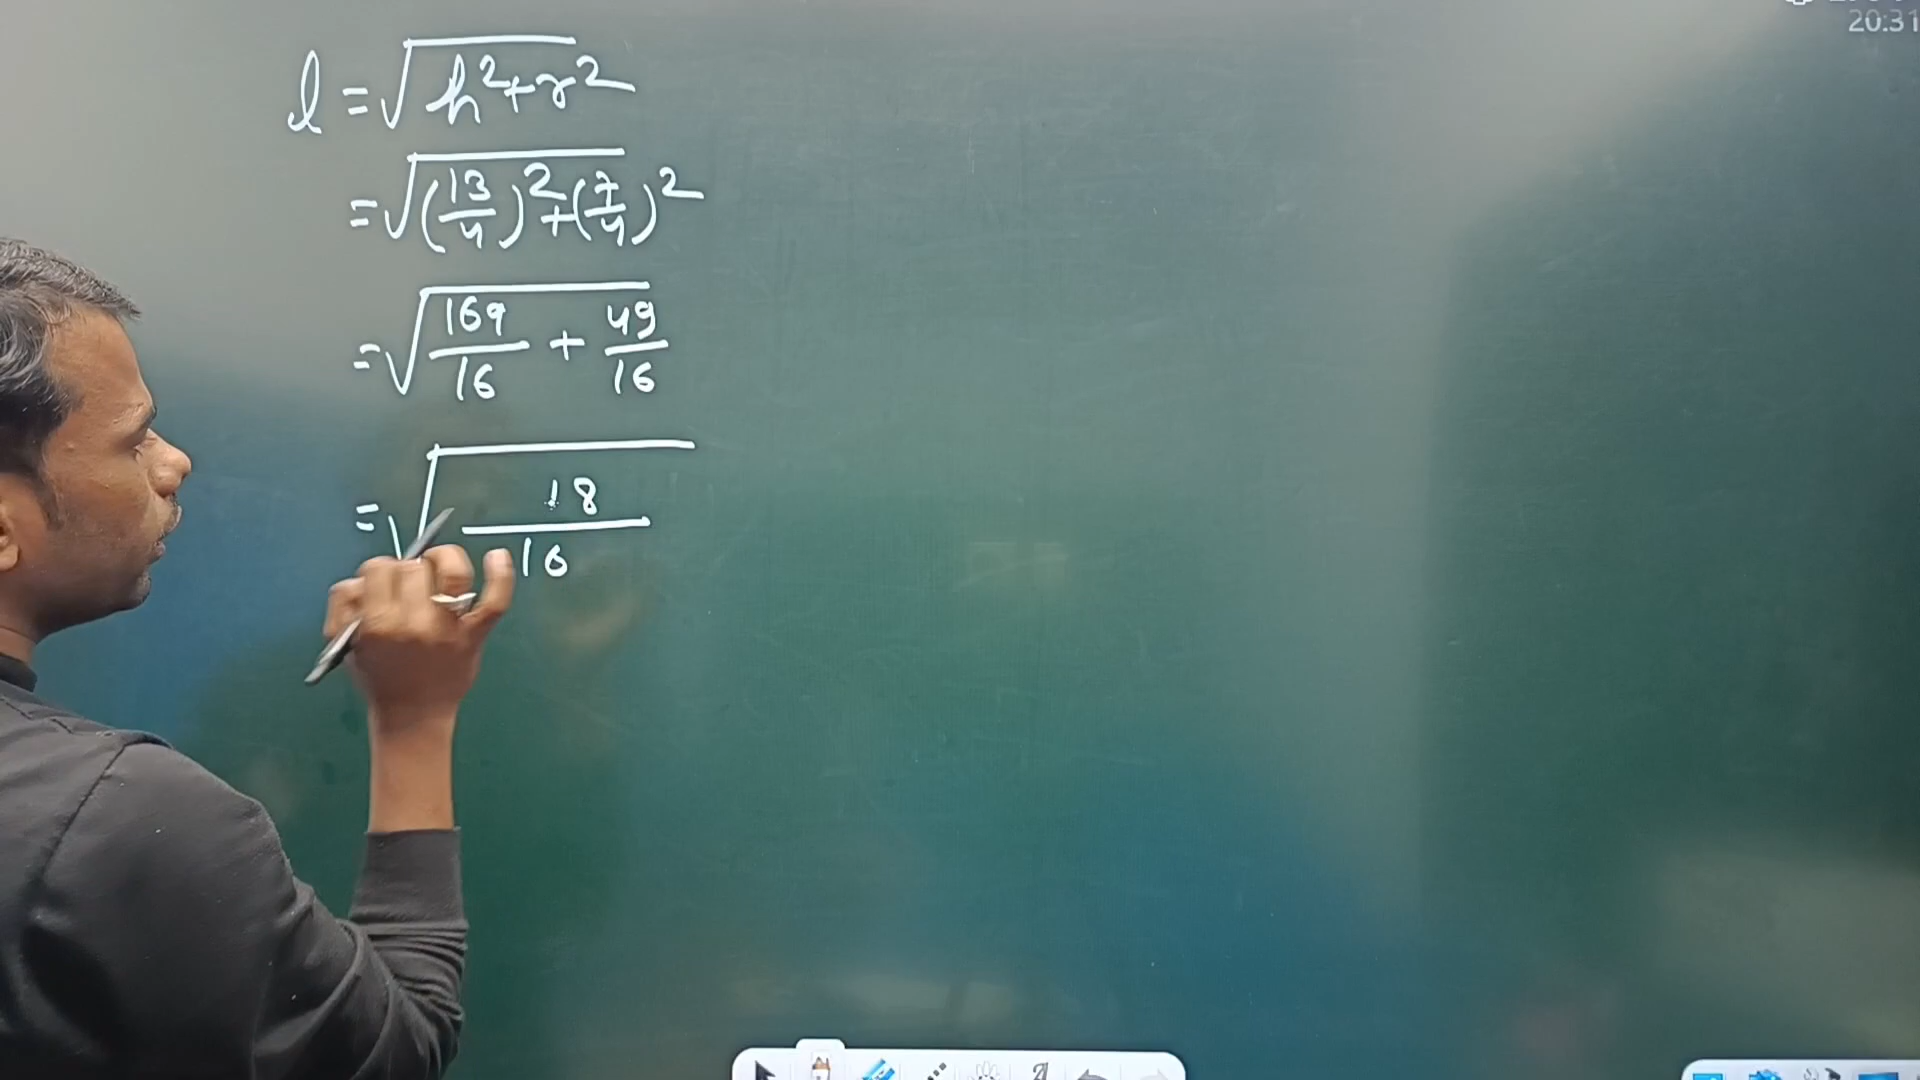 20:31
l = √h²+r²
= √(13/4)²+(7/4)²
= √169/16 + 49/16
= √18/16